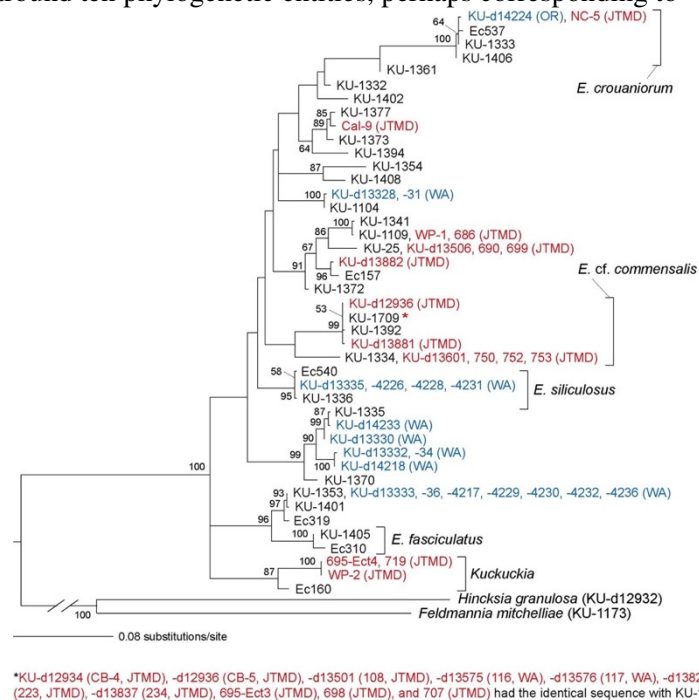 around ten phylogenetic entities, perhaps corresponding to
KU-d14224 (OR), NC-5 (JTMD)
64
Ec537
100
KU-1333
KU-1406
KU-1361
E. crouaniorum
KU-1332
KU-1402
85 KU-1377
89 Cal-9 (JTMD)
KU-1373
64 KU-1394
87 KU-1354
KU-1408
100 KU-d13328, -31 (WA)
KU-1104
100 KU-1341
86 KU-1109, WP-1, 686 (JTMD)
67 KU-25, KU-d13506, 690, 699 (JTMD)
91 KU-d13882 (JTMD)
96 Ec157
E. cf. commensalis
KU-1372
KU-d12936 (JTMD)
53 KU-1709 *
99 KU-1392
KU-d13881 (JTMD)
KU-1334, KU-d13601, 750, 752, 753 (JTMD)
58 Ec540
KU-d13335, -4226, -4228, -4231 (WA)
E. siliculosus
95 KU-1336
87 KU-1335
99 KU-d14233 (WA)
90 KU-d13330 (WA)
KU-d13332, -34 (WA)
99 100 KU-d14218 (WA)
KU-1370
100
93 KU-1353, KU-d13333, -36, -4217, -4229, -4230, -4232, -4236 (WA)
97 KU-1401
96 Ec319
100 KU-1405
Ec310
E. fasciculatus
100 695-Ect4, 719 (JTMD)
87 WP-2 (JTMD)
Kuckuckia
Ec160
Hincksia granulosa (KU-d12932)
100 Feldmannia mitchelliae (KU-1173)
0.08 substitutions/site
*KU-d12934 (CB-4, JTMD), -d12936 (CB-5, JTMD), -d13501 (108, JTMD), -d13575 (116, WA), -d13576 (117, WA),
(223, JTMD), -d13837 (234, JTMD), 695-Ect3 (JTMD), 698 (JTMD), and 707 (JTMD) had the identical sequence with KU-